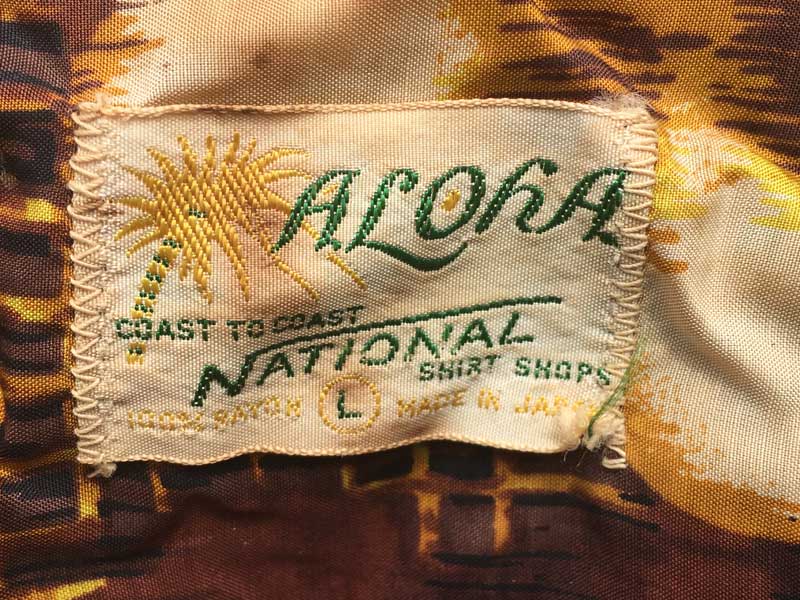 ALOhA
COAST TO COAST
NATIONAL
SHIRT SHOPS
100% RAYON L MADE IN JAPAN